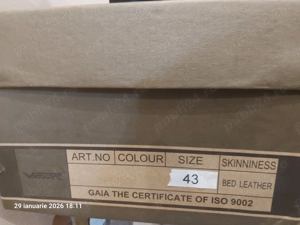 ART.NO COLOUR SIZE SKINNINESS
43 BED LEATHER
GAIA THE CERTIFICATE OF ISO 9002
29 ianuarie 2026 18:11